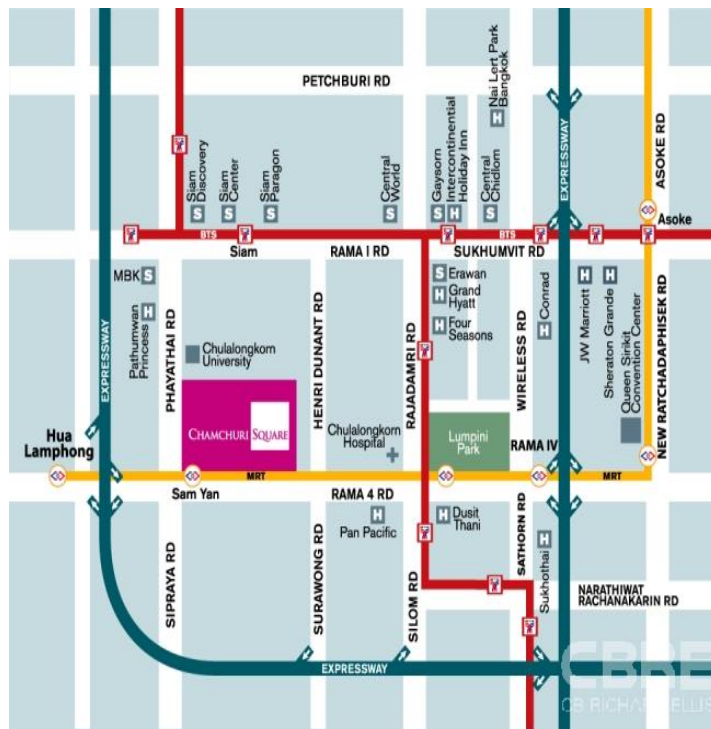 PETCHBURI RD
Nai Lert Park
Bangkok
H
EXPRESSWAY
EXPRESSWAY
ASOKE RD
Siam
Discovery
S
Siam
Center
S
Siam
Paragon
S
Central
World
S
Gaysorn
S
Intercontinental
Holiday Inn
H
Central
Chidlom
S
Asoke
BTS
BTS
Siam
RAMA I RD
SUKHUMVIT RD
MBK S
Pathumwan
Princess
H
PHAYATHAI RD
Chulalongkorn
University
HENRI DUNANT RD
RAJADAMRI RD
S Erawan
H Grand
Hyatt
H Four
Seasons
WIRELESS RD
Conrad
H
JW Marriott
H
Sheraton Grande
H
Queen Sirikit
Convention Center
NEW RATCHADAPHISEK RD
CHAMCHURI SQUARE
Chulalongkorn
Hospital
Lumpini
Park
RAMA IV
Hua
Lamphong
MRT
MRT
Sam Yan
RAMA 4 RD
H
Pan Pacific
H Dusit
Thani
SIPRAYA RD
SURAWONG RD
SILOM RD
SATHORN RD
Sukhothai
H
NARATHIWAT
RACHANAKARIN RD
EXPRESSWAY
CBRE
CB RICHARD ELLIS